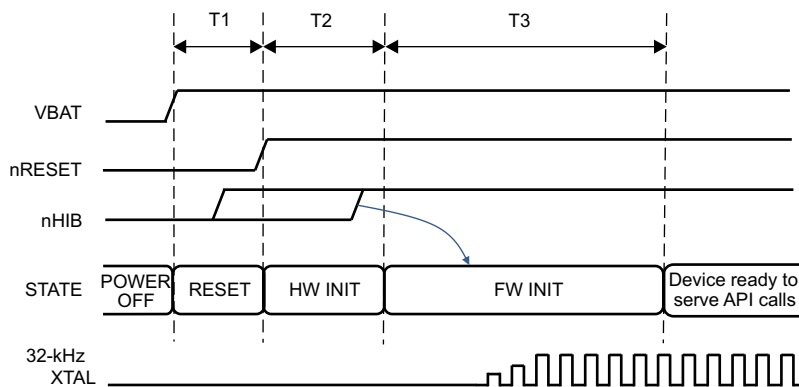 T1
T2
T3
VBAT
nRESET
nHIB
STATE
POWER
OFF
RESET
HW INIT
FW INIT
Device ready to
serve API calls
32-kHz
XTAL